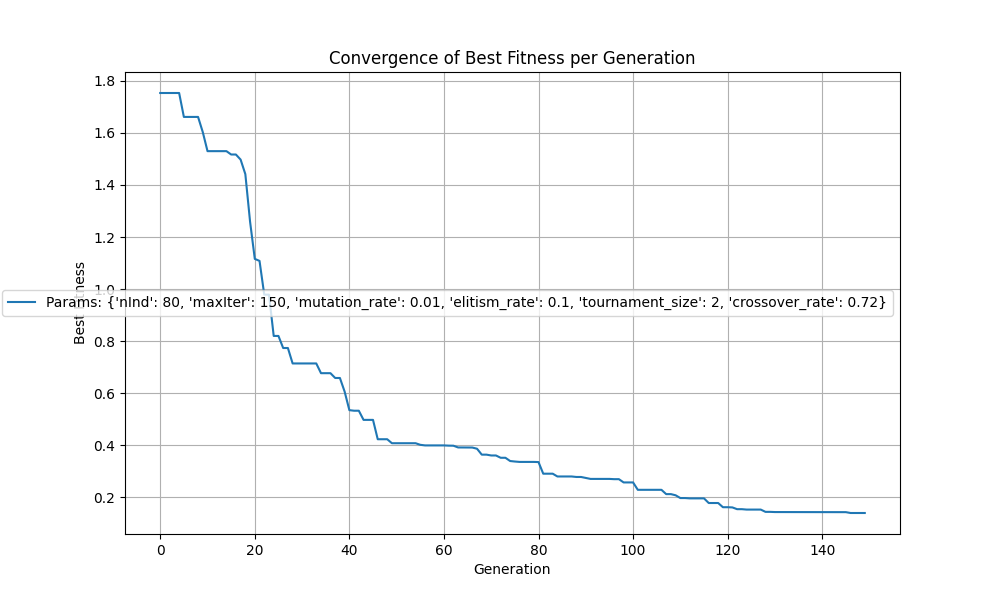 Convergence of Best Fitness per Generation
1.8
1.6
1.4
1.2
1.0
Params: {'nInd': 80, 'maxIter': 150, 'mutation_rate': 0.01, 'elitism_rate': 0.1, 'tournament_size': 2, 'crossover_rate': 0.72}
0.8
0.6
0.4
0.2
0 20 40 60 80 100 120 140
Generation